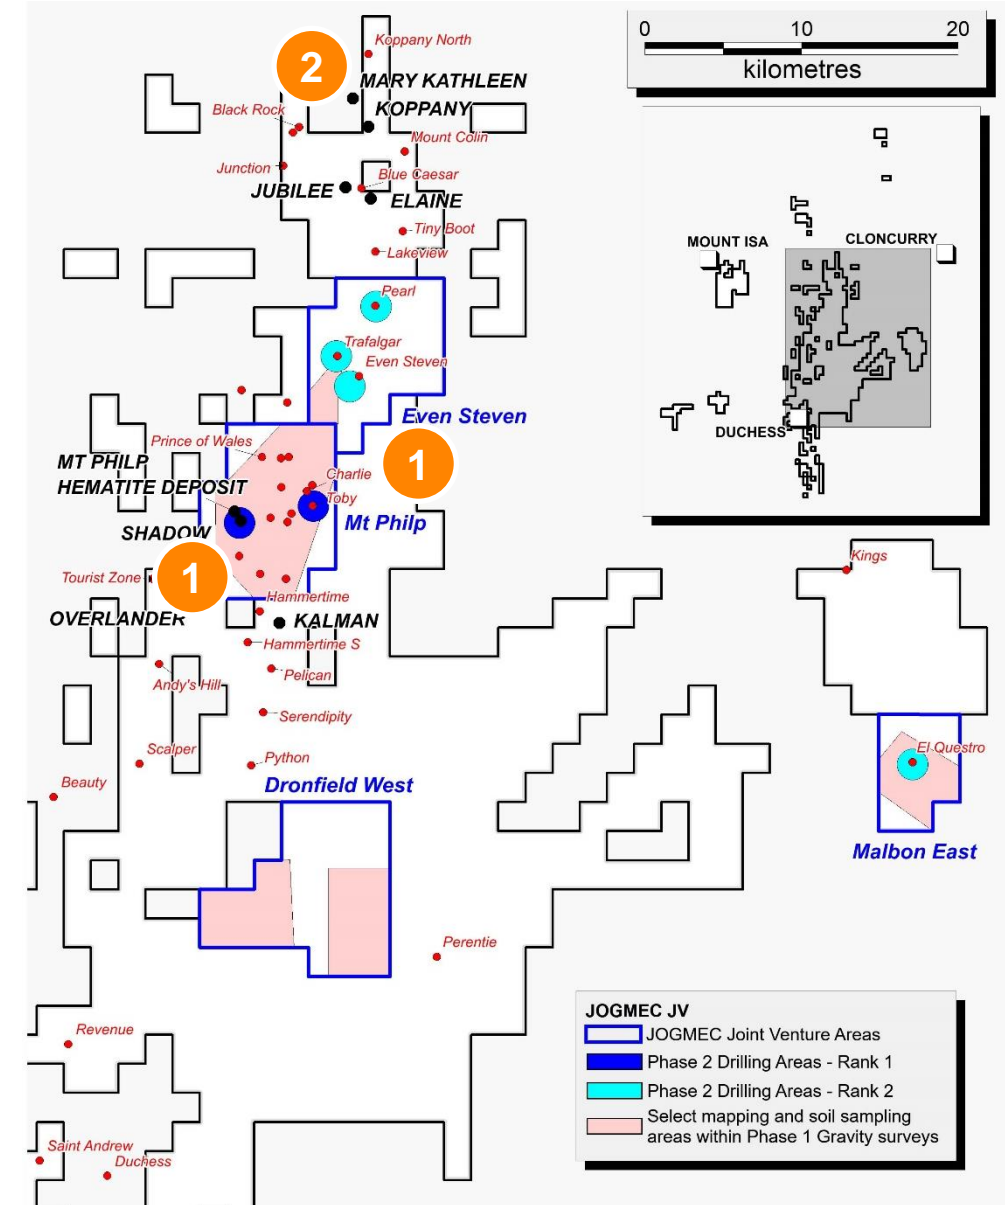 0 10 20
kilometres
2
Koppany North
MARY KATHLEEN
KOPPANY
Black Rock
Mount Colin
Junction
Blue Caesar
JUBILEE
ELAINE
Tiny Boot
Lakeview
MOUNT ISA
CLONCURRY
DUCHESS
Pearl
Trafalgar
Even Steven
Even Steven
Prince of Wales
1
MT PHILP
HEMATITE DEPOSIT
Charlie
Toby
SHADOW
Mt Philp
Tourist Zone
1
Kings
Hammertime
OVERLANDER
KALMAN
Hammertime S
Pelican
Andy's Hill
Serendipity
Scalper
Python
Beauty
Dronfield West
El Questro
Malbon East
Perentie
Revenue
Saint Andrew
Duchess
JOGMEC JV
JOGMEC Joint Venture Areas
Phase 2 Drilling Areas - Rank 1
Phase 2 Drilling Areas - Rank 2
Select mapping and soil sampling
areas within Phase 1 Gravity surveys